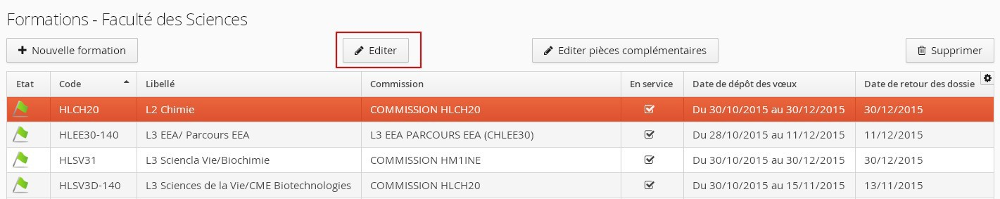 Formations - Faculté des Sciences
Nouvelle formation Editer Editer pièces complémentaires Supprimer
Etat Code Libellé Commission En service Date de dépôt des vœux Date de retour des dossie
HLCH20 L2 Chimie COMMISSION HLCH20 Du 30/10/2015 au 30/12/2015 30/12/2015
HLEE30-140 L3 EEA/ Parcours EEA L3 EEA PARCOURS EEA (CHLEE30) Du 28/10/2015 au 11/12/2015 11/12/2015
HLSV31 L3 Sciencla Vie/Biochimie COMMISSION HM1INE Du 30/10/2015 au 30/12/2015 30/12/2015
HLSV3D-140 L3 Sciences de la Vie/CME Biotechnologies COMMISSION HLCH20 Du 30/10/2015 au 15/11/2015 13/11/2015